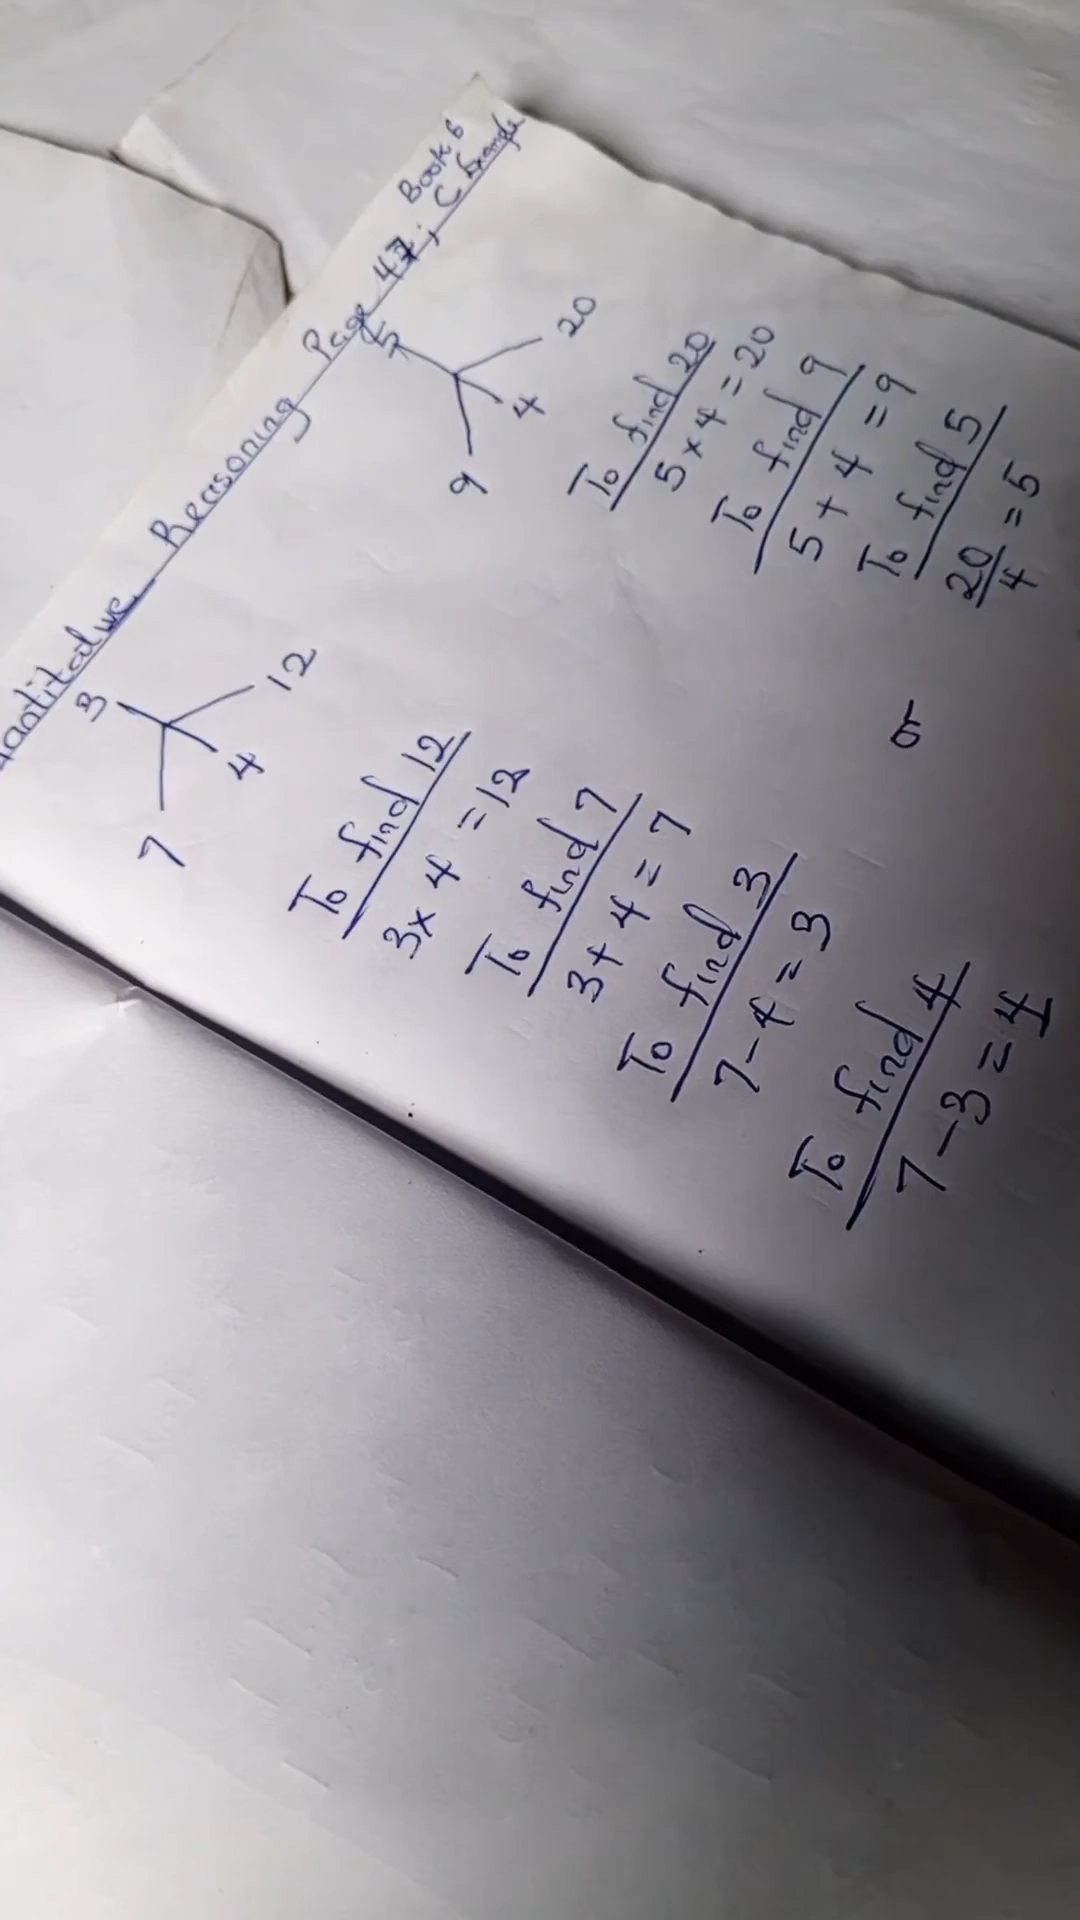 Book 6
Reasoning Page 47; C Example
3 12
7 4
To find 12
3 x 4 = 12
To find 7
3 + 4 = 7
To find 3
7 - 4 = 3
To find 4
7 - 3 = 4
or
5 20
9 4
To find 20
5 x 4 = 20
To find 9
5 + 4 = 9
To find 5
20/4 = 5